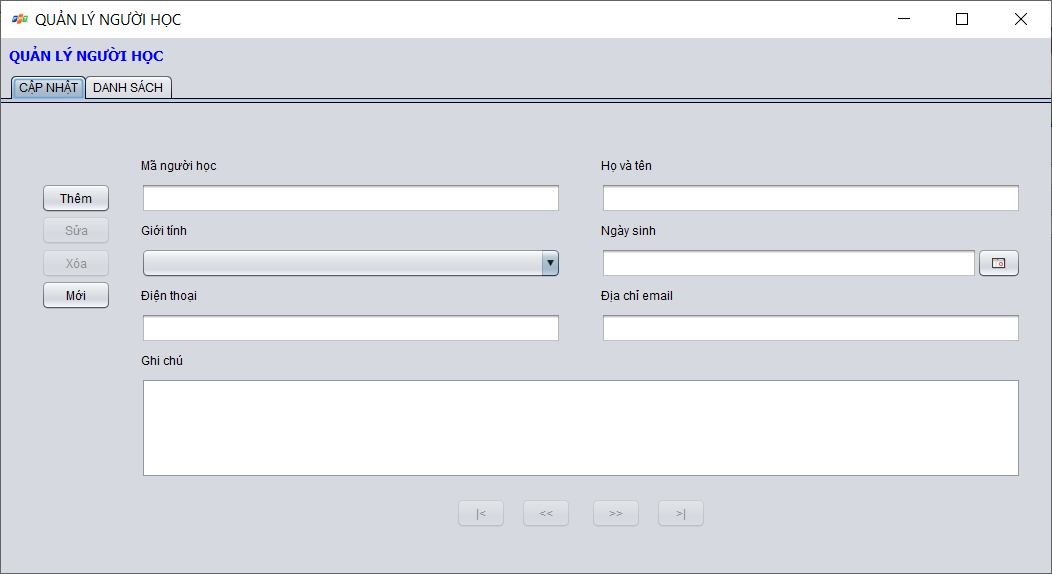 QUẢN LÝ NGƯỜI HỌC
QUẢN LÝ NGƯỜI HỌC
CẬP NHẬT DANH SÁCH
Mã người học Họ và tên
Thêm
Sửa Giới tính Ngày sinh
Xóa
Mới Điện thoại Địa chỉ email
Ghi chú
|< << >> >|